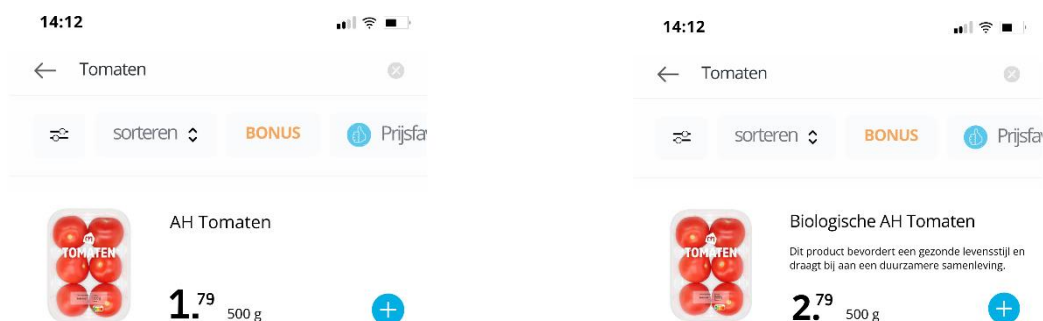 14:12
Tomaten
sorteren
BONUS
Prijsfa
AH Tomaten
TOMATEN
1.79
500 g
14:12
Tomaten
sorteren
BONUS
Prijsfa
Biologische AH Tomaten
Dit product bevordert een gezonde levensstijl en
draagt bij aan een duurzamere samenleving.
TOMATEN
2.79
500 g